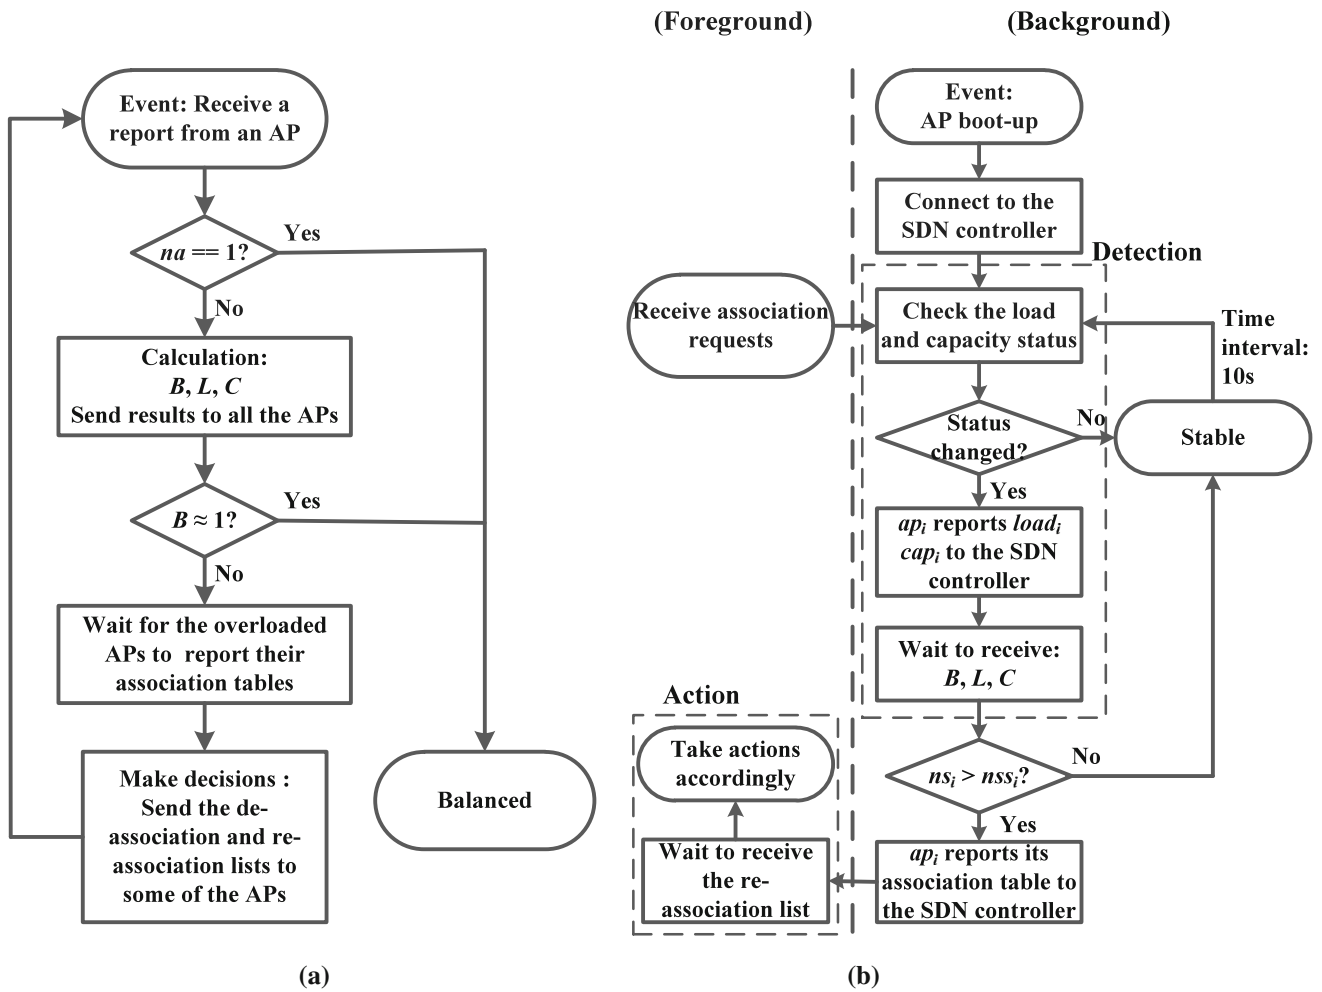 Event: Receive a
report from an AP
na == 1?
Yes
No
Calculation:
B, L, C
Send results to all the APs
B ≈ 1?
Yes
No
Wait for the overloaded
APs to report their
association tables
Make decisions :
Send the de-
association and re-
association lists to
some of the APs
Balanced
(a)
(Foreground)
(Background)
Event:
AP boot-up
Connect to the
SDN controller
Detection
Receive association
requests
Check the load
and capacity status
Time
interval:
10s
Status
changed?
No
Stable
Yes
apᵢ reports loadᵢ
capᵢ to the SDN
controller
Wait to receive:
B, L, C
nsᵢ > nssᵢ?
No
Yes
apᵢ reports its
association table to
the SDN controller
Action
Take actions
accordingly
Wait to receive
the re-
association list
(b)